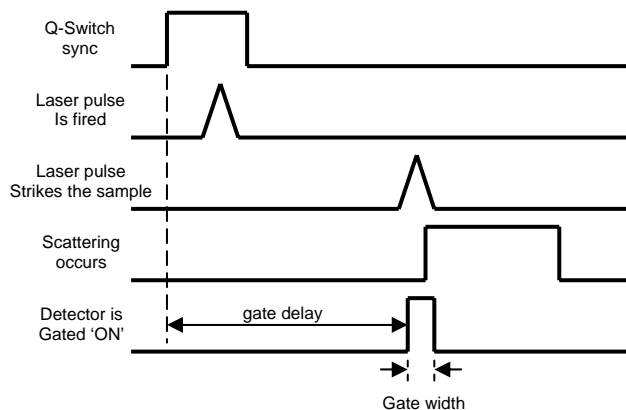 Q-Switch
sync
Laser pulse
Is fired
Laser pulse
Strikes the sample
Scattering
occurs
Detector is
Gated ‘ON’
gate delay
Gate width